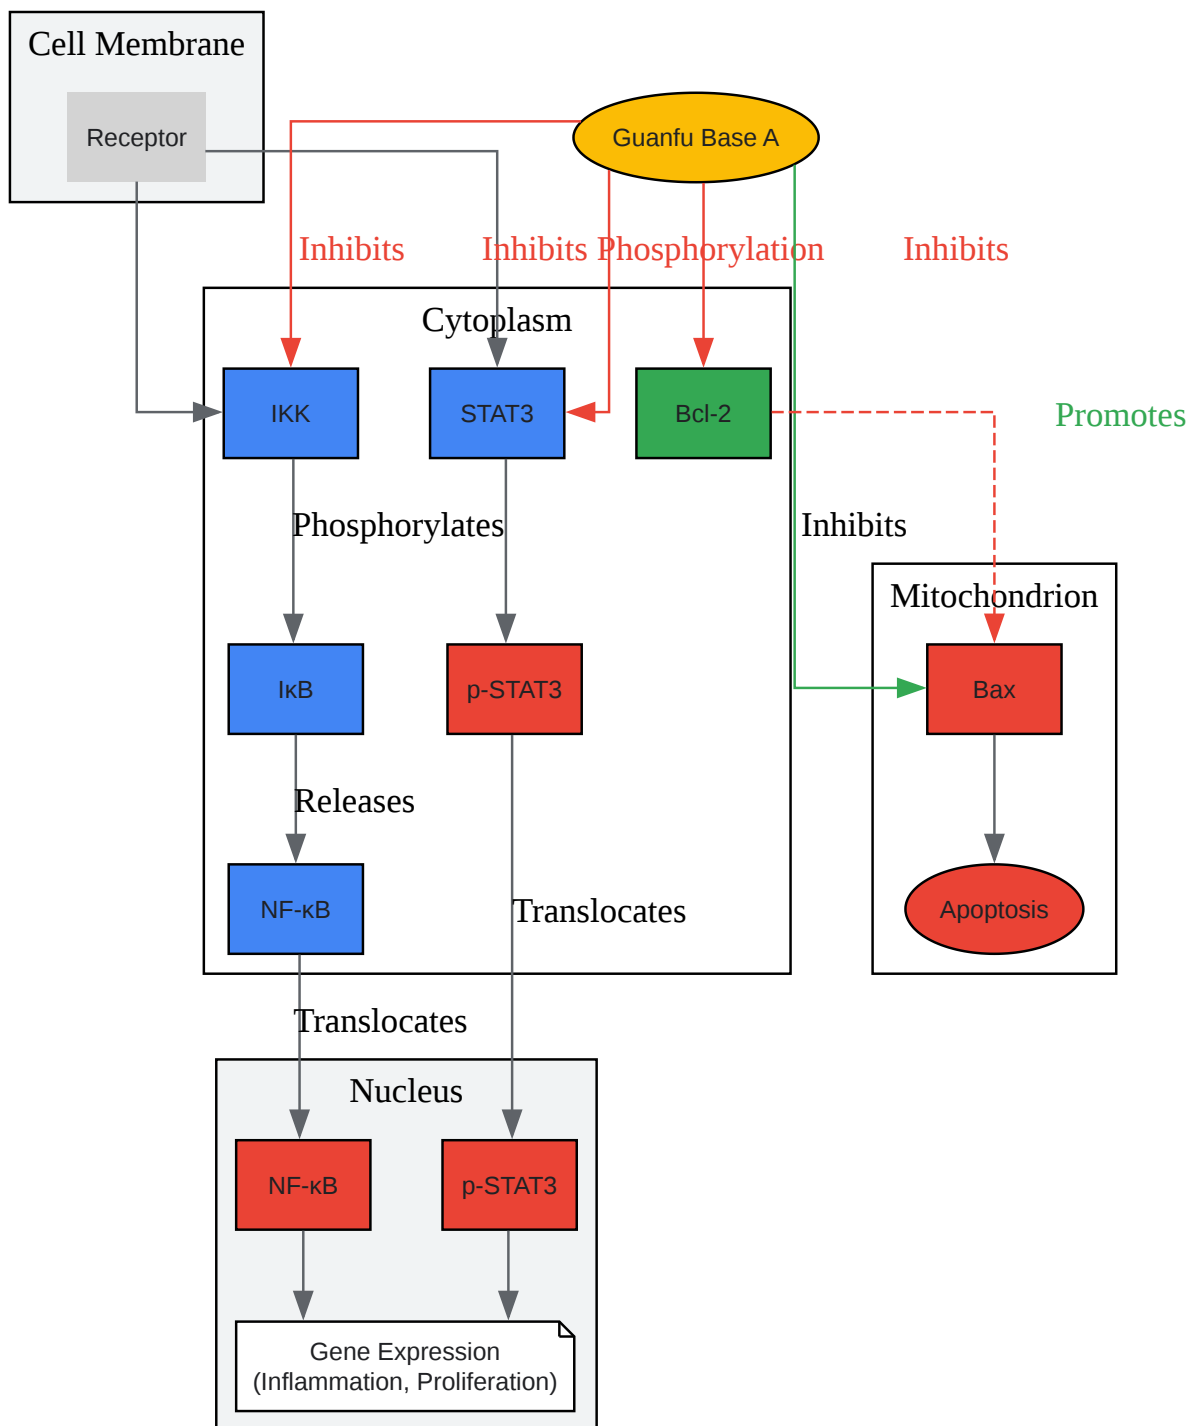 Cell Membrane
Receptor
Guanfu Base A
Inhibits
Inhibits Phosphorylation
Inhibits
Cytoplasm
IKK
STAT3
Bcl-2
Promotes
Phosphorylates
Inhibits
Mitochondrion
IκB
p-STAT3
Bax
Releases
NF-κB
Translocates
Apoptosis
Translocates
Nucleus
NF-κB
p-STAT3
Gene Expression
(Inflammation, Proliferation)